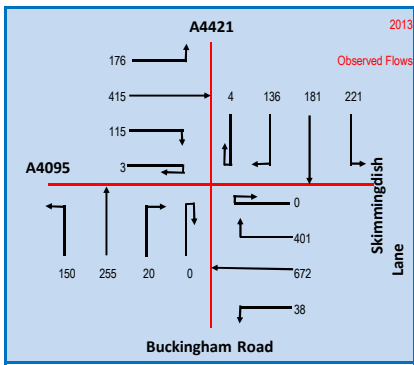 A4421
2013
Observed Flows
176
415
4 136 181 221
115
A4095
3
0
401
672
38
150 255 20 0
Skimmingdish
Lane
Buckingham Road